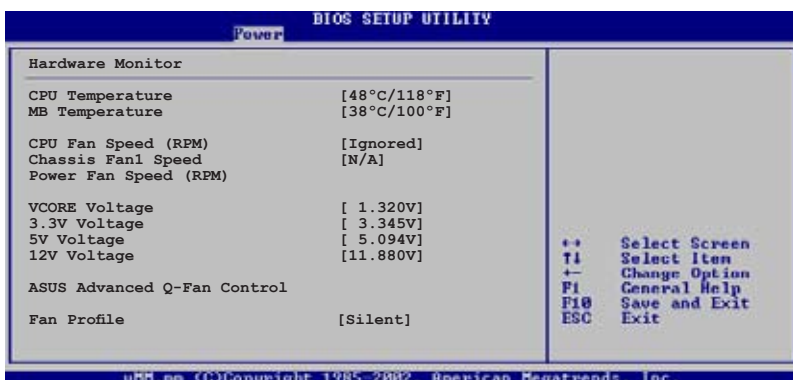 BIOS SETUP UTILITY
Power
Hardware Monitor
CPU Temperature [48°C/118°F]
MB Temperature [38°C/100°F]
CPU Fan Speed (RPM) [Ignored]
Chassis Fan1 Speed [N/A]
Power Fan Speed (RPM)
VCORE Voltage [ 1.320V]
3.3V Voltage [ 3.345V]
5V Voltage [ 5.094V]
12V Voltage [11.880V]
ASUS Advanced Q-Fan Control
Fan Profile [Silent]
←→ Select Screen
↑↓ Select Item
+- Change Option
F1 General Help
F10 Save and Exit
ESC Exit
(C)Copyright 1985-2002, American Megatrends, Inc